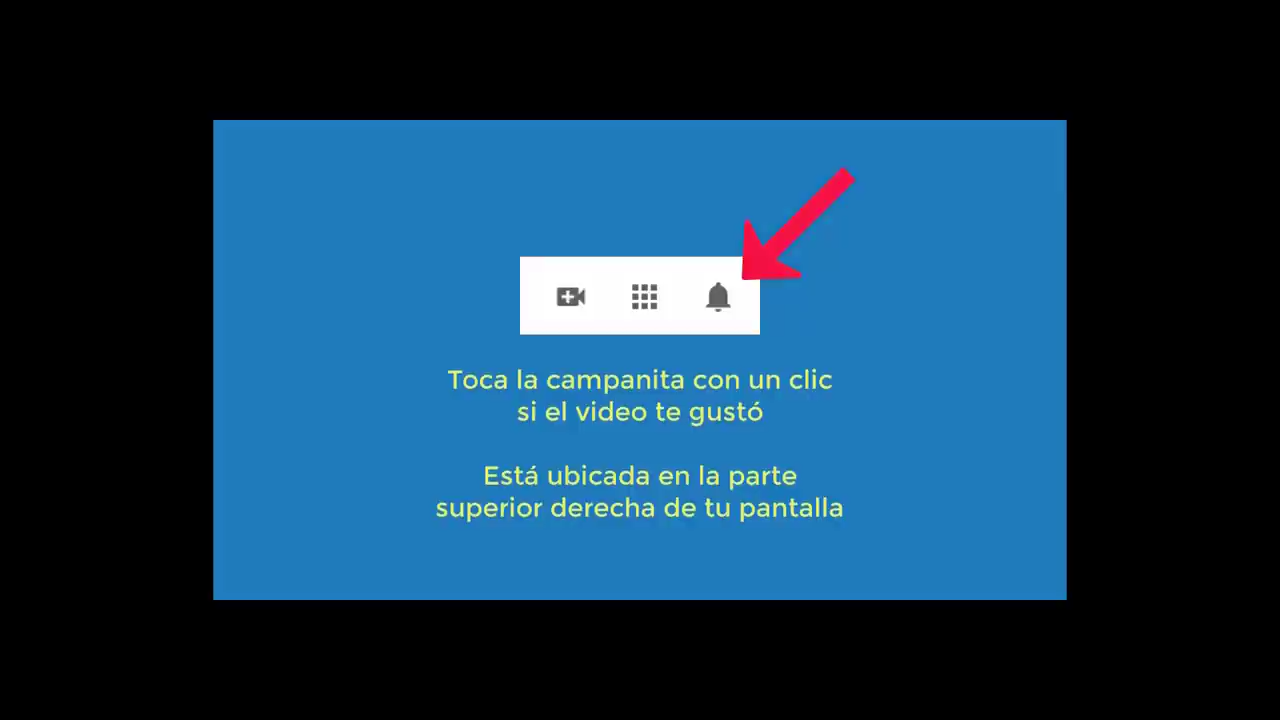 Toca la campanita con un clic
si el video te gustó
Está ubicada en la parte
superior derecha de tu pantalla